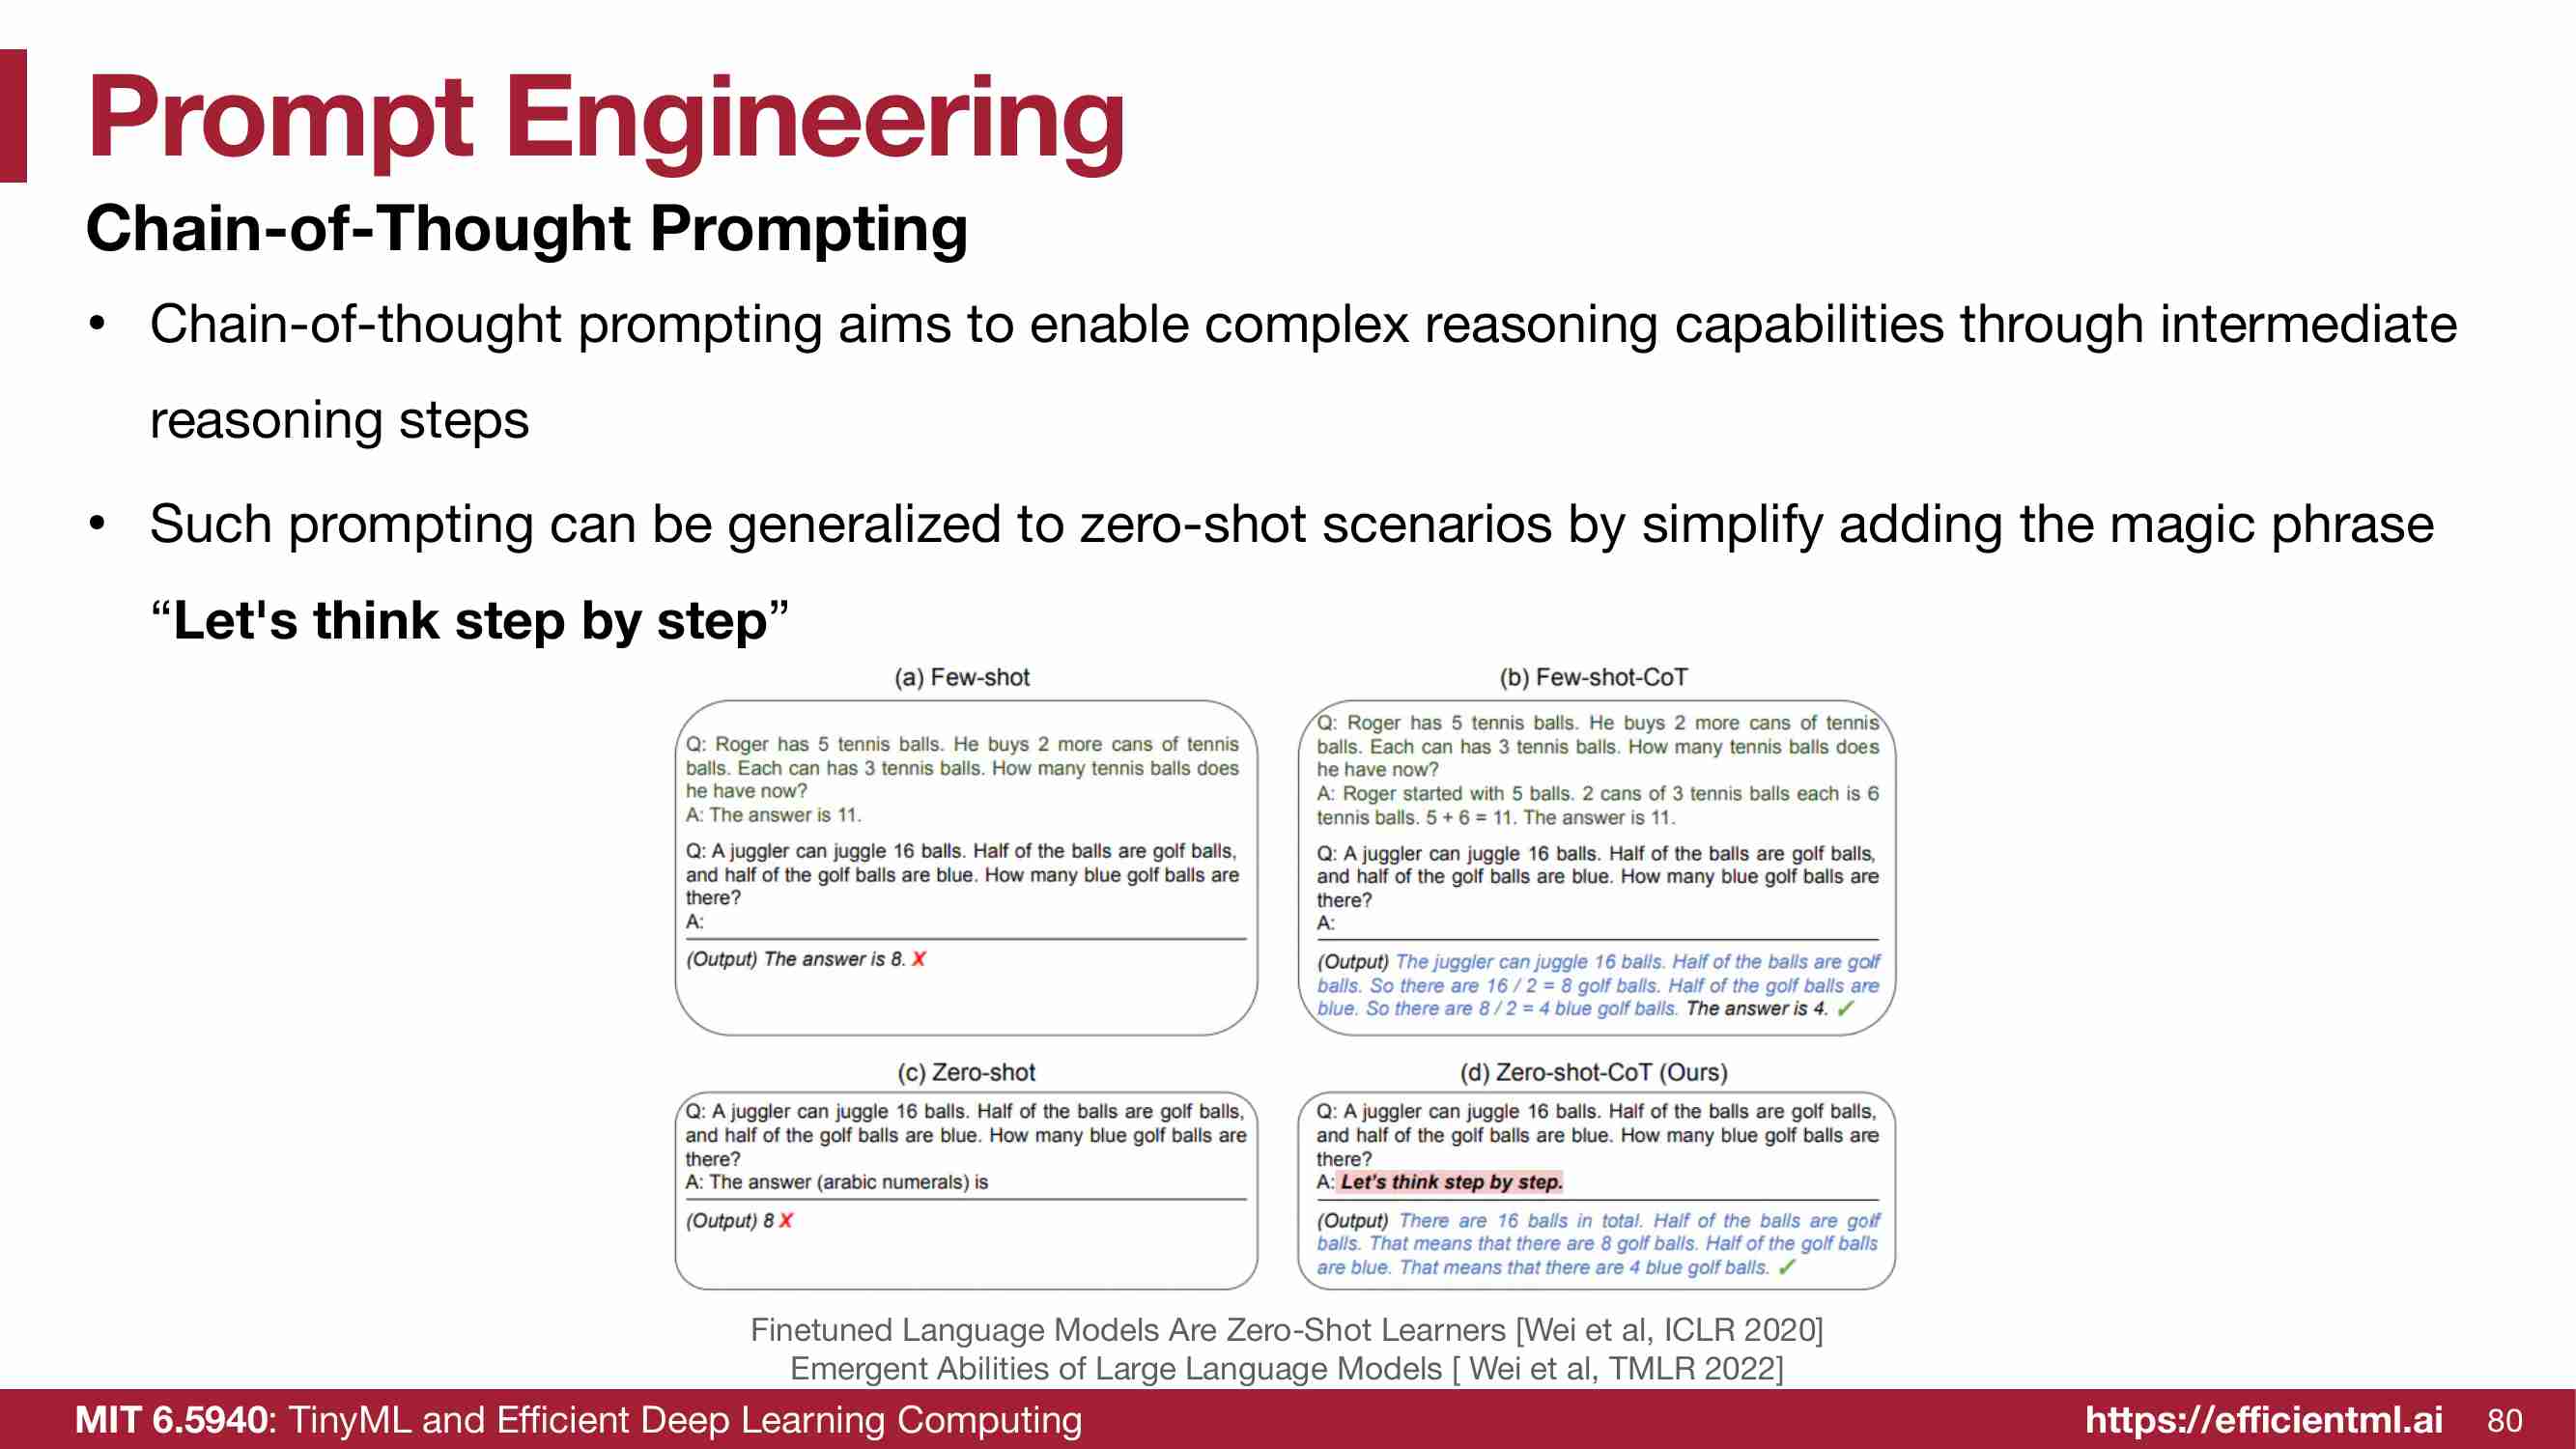 Prompt Engineering
Chain-of-Thought Prompting
• Chain-of-thought prompting aims to enable complex reasoning capabilities through intermediate
reasoning steps
• Such prompting can be generalized to zero-shot scenarios by simplify adding the magic phrase
“Let's think step by step”
(a) Few-shot
Q: Roger has 5 tennis balls. He buys 2 more cans of tennis
balls. Each can has 3 tennis balls. How many tennis balls does
he have now?
A: The answer is 11.
Q: A juggler can juggle 16 balls. Half of the balls are golf balls,
and half of the golf balls are blue. How many blue golf balls are
there?
A:
(Output) The answer is 8. X
(b) Few-shot-CoT
Q: Roger has 5 tennis balls. He buys 2 more cans of tennis
balls. Each can has 3 tennis balls. How many tennis balls does
he have now?
A: Roger started with 5 balls. 2 cans of 3 tennis balls each is 6
tennis balls. 5 + 6 = 11. The answer is 11.
Q: A juggler can juggle 16 balls. Half of the balls are golf balls,
and half of the golf balls are blue. How many blue golf balls are
there?
A:
(Output) The juggler can juggle 16 balls. Half of the balls are golf
balls. So there are 16 / 2 = 8 golf balls. Half of the golf balls are
blue. So there are 8 / 2 = 4 blue golf balls. The answer is 4. ✓
(c) Zero-shot
Q: A juggler can juggle 16 balls. Half of the balls are golf balls,
and half of the golf balls are blue. How many blue golf balls are
there?
A: The answer (arabic numerals) is
(Output) 8 X
(d) Zero-shot-CoT (Ours)
Q: A juggler can juggle 16 balls. Half of the balls are golf balls,
and half of the golf balls are blue. How many blue golf balls are
there?
A: Let's think step by step.
(Output) There are 16 balls in total. Half of the balls are golf
balls. That means that there are 8 golf balls. Half of the golf balls
are blue. That means that there are 4 blue golf balls. ✓
Finetuned Language Models Are Zero-Shot Learners [Wei et al, ICLR 2020]
Emergent Abilities of Large Language Models [ Wei et al, TMLR 2022]
MIT 6.5940: TinyML and Efficient Deep Learning Computing
https://efficientml.ai
80